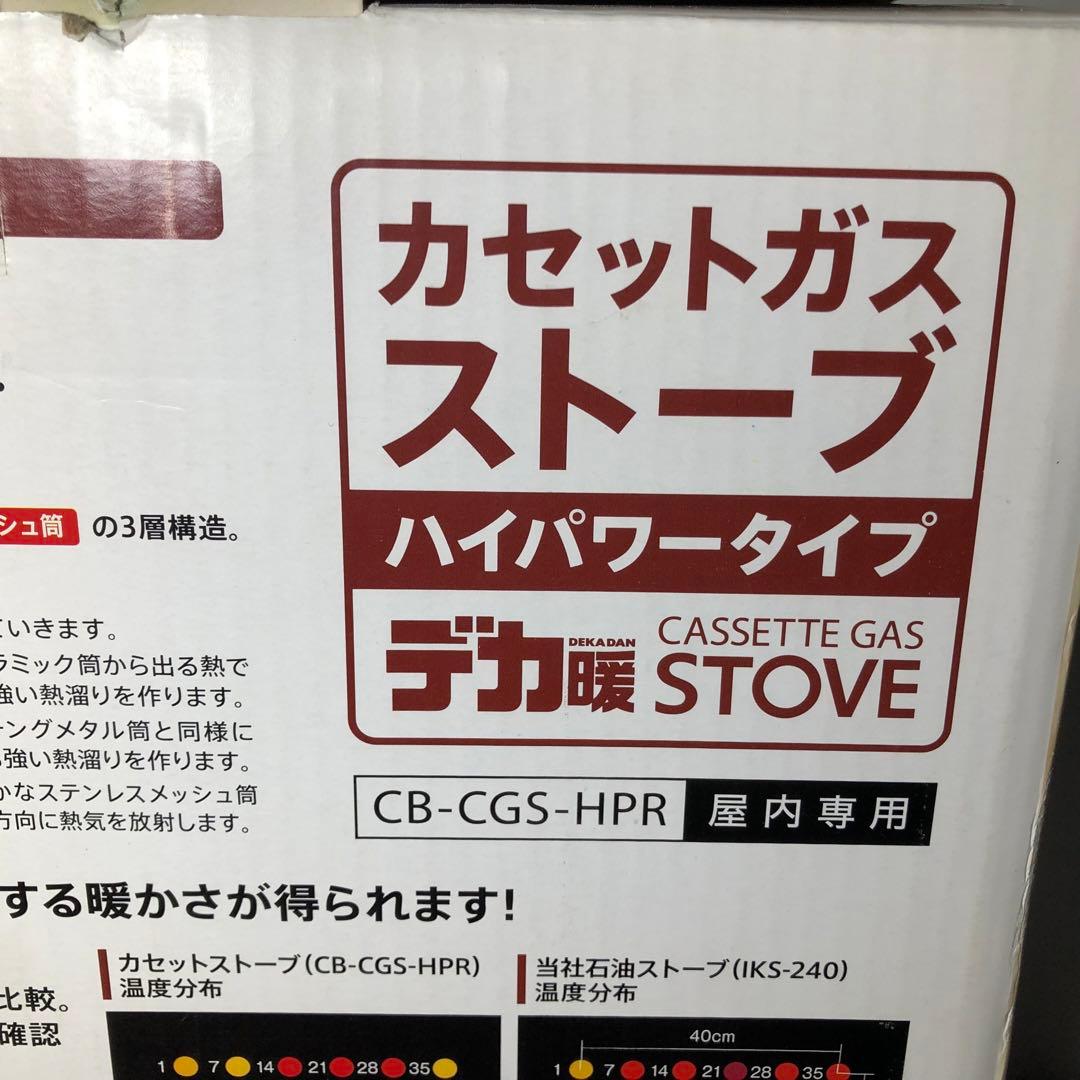 カセットガス
ストーブ
ハイパワータイプ
デカ暖 DEKADAN
CASSETTE GAS
STOVE
CB-CGS-HPR 屋内専用
シュ筒 の3層構造。
ていきます。
ラミック筒から出る熱で
強い熱溜りを作ります。
ングメタル筒と同様に
強い熱溜りを作ります。
かなステンレスメッシュ筒
方向に熱気を放射します。
する暖かさが得られます!
比較。
確認
カセットストーブ(CB-CGS-HPR)
温度分布
1 7 14 21 28 35
当社石油ストーブ(IKS-240)
温度分布
40cm
1 7 14 21 28 35